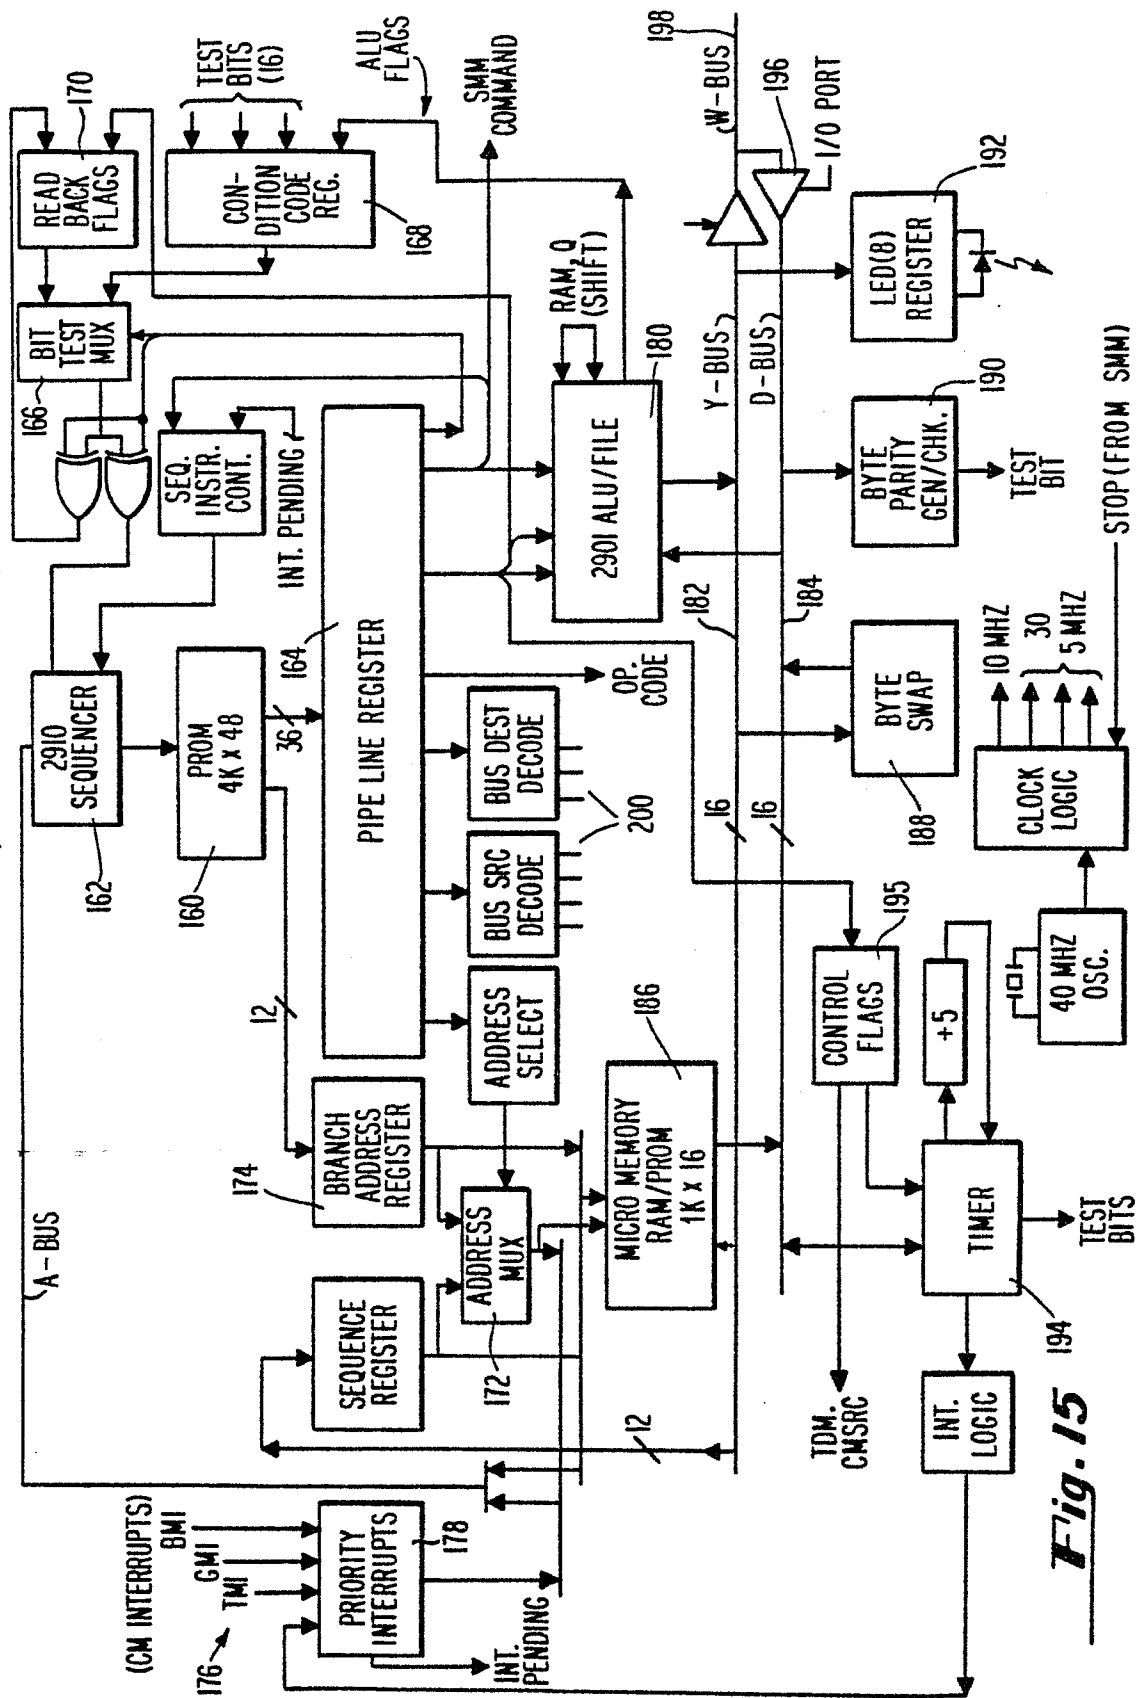 (CM INTERRUPTS)
BMI
GMI
TMI
176
PRIORITY
INTERRUPTS
178
INT.
PENDING
A-BUS
SEQUENCE
REGISTER
174
BRANCH
ADDRESS
REGISTER
ADDRESS
MUX
172
12
12
ADDRESS
SELECT
MICRO MEMORY
RAM/PROM
1K x 16
186
2910
SEQUENCER
162
PROM
4K x 48
160
36
164
PIPE LINE REGISTER
BUS SRC
DECODE
BUS DEST
DECODE
200
OP.
CODE
166
BIT
TEST
MUX
SEQ.
INSTR.
CONT.
INT. PENDING
READ
BACK
FLAGS
170
CON-
DITION
CODE
REG.
168
TEST
BITS
(16)
ALU
FLAGS
SMM
COMMAND
2901 ALU/FILE
180
RAM, Q
(SHIFT)
182
184
16
16
Y-BUS
D-BUS
W-BUS
198
196
I/O PORT
LED(8)
REGISTER
192
BYTE
PARITY
GEN/CHK.
190
TEST
BIT
BYTE
SWAP
188
CONTROL
FLAGS
195
TDM.
CMSRC
+5
TIMER
194
TEST
BITS
INT.
LOGIC
40 MHZ
OSC.
CLOCK
LOGIC
10 MHZ
30
5 MHZ
STOP(FROM SMM)
Fig. 15